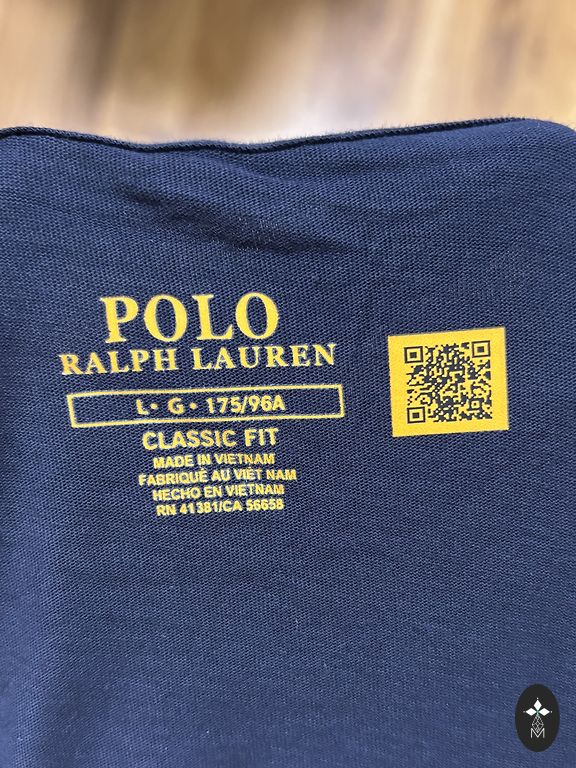 POLO
RALPH LAUREN
L• G• 175/96A
CLASSIC FIT
MADE IN VIETNAM
FABRIQUÉ AU VIÊT NAM
HECHO EN VIETNAM
RN 41381/CA 56658
M